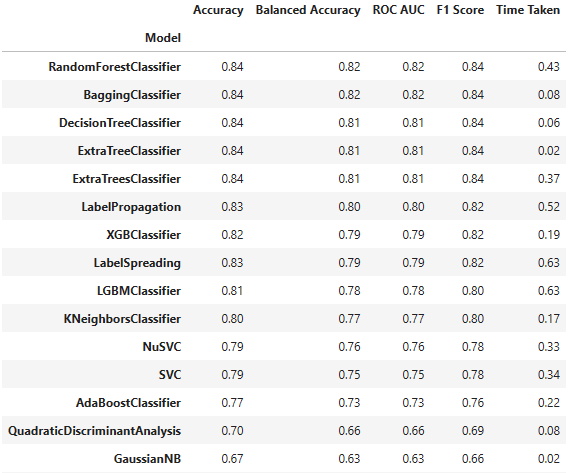 Accuracy Balanced Accuracy ROC AUC F1 Score Time Taken
Model
RandomForestClassifier 0.84 0.82 0.82 0.84 0.43
BaggingClassifier 0.84 0.82 0.82 0.84 0.08
DecisionTreeClassifier 0.84 0.81 0.81 0.84 0.06
ExtraTreeClassifier 0.84 0.81 0.81 0.84 0.02
ExtraTreesClassifier 0.84 0.81 0.81 0.84 0.37
LabelPropagation 0.83 0.80 0.80 0.82 0.52
XGBClassifier 0.82 0.79 0.79 0.82 0.19
LabelSpreading 0.83 0.79 0.79 0.82 0.63
LGBMClassifier 0.81 0.78 0.78 0.80 0.63
KNeighborsClassifier 0.80 0.77 0.77 0.80 0.17
NuSVC 0.79 0.76 0.76 0.78 0.33
SVC 0.79 0.75 0.75 0.78 0.34
AdaBoostClassifier 0.77 0.73 0.73 0.76 0.22
QuadraticDiscriminantAnalysis 0.70 0.66 0.66 0.69 0.08
GaussianNB 0.67 0.63 0.63 0.66 0.02